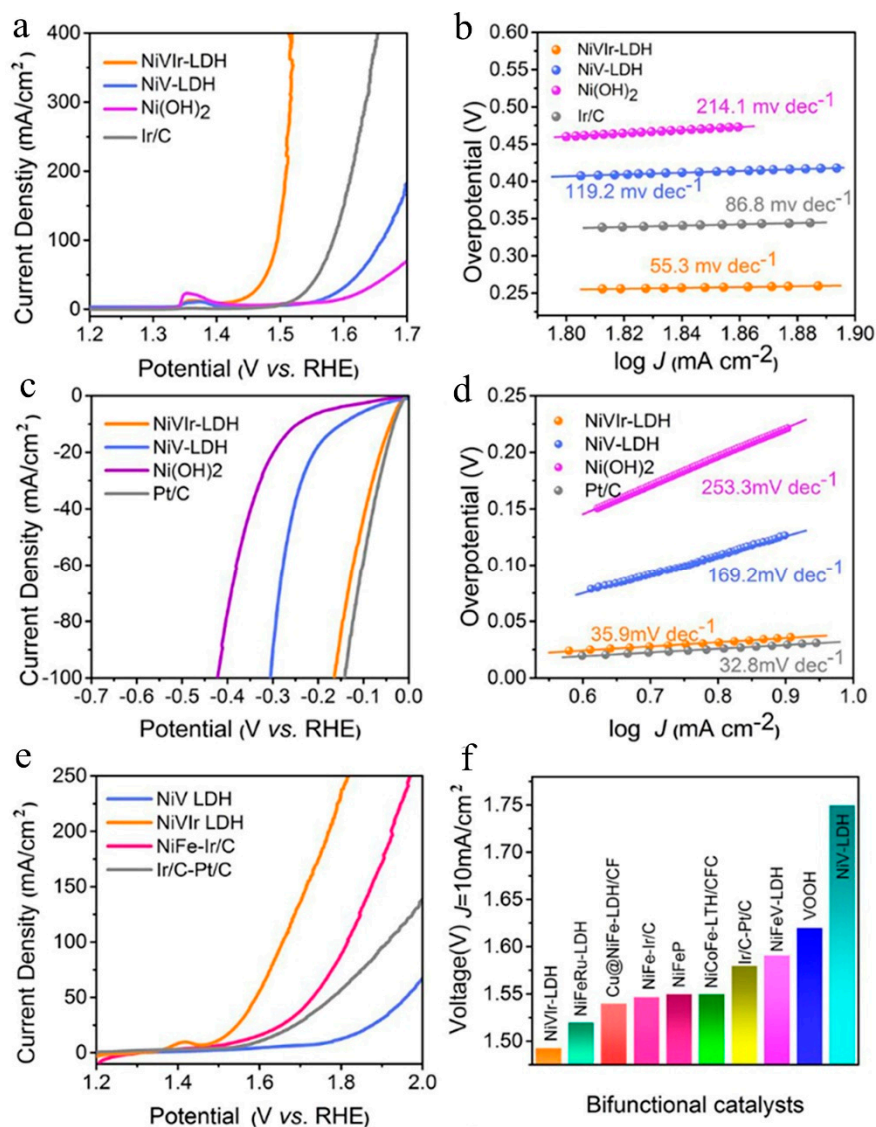 a
400
300
200
100
0
1.2 1.3 1.4 1.5 1.6 1.7
Current Denstiy (mA/cm²)
Potential (V vs. RHE)
NiVIr-LDH
NiV-LDH
Ni(OH)2
Ir/C
b
0.60
0.55
0.50
0.45
0.40
0.35
0.30
0.25
1.80 1.82 1.84 1.86 1.88 1.90
Overpotential (V)
log J (mA cm-2)
NiVIr-LDH
NiV-LDH
Ni(OH)2
Ir/C
214.1 mv dec-1
119.2 mv dec-1
86.8 mv dec-1
55.3 mv dec-1
c
0
-20
-40
-60
-80
-100
-0.7 -0.6 -0.5 -0.4 -0.3 -0.2 -0.1 0.0
Current Density (mA/cm²)
Potential (V vs. RHE)
NiVIr-LDH
NiV-LDH
Ni(OH)2
Pt/C
d
0.25
0.20
0.15
0.10
0.05
0.00
0.6 0.7 0.8 0.9 1.0
Overpotential (V)
log J (mA cm-2)
NiVIr-LDH
NiV-LDH
Ni(OH)2
Pt/C
253.3mV dec-1
169.2mV dec-1
35.9mV dec-1
32.8mV dec-1
e
250
200
150
100
50
0
1.2 1.4 1.6 1.8 2.0
Current Density (mA/cm²)
Potential (V vs. RHE)
NiV LDH
NiVIr LDH
NiFe-Ir/C
Ir/C-Pt/C
f
1.75
1.70
1.65
1.60
1.55
1.50
Voltage(V) J=10mA/cm²
NiVIr-LDH
NiFeRu-LDH
Cu@NiFe-LDH/CF
NiFe-Ir/C
NiFeP
NiCoFe-LTH/CFC
Ir/C-Pt/C
NiFeV-LDH
VOOH
NiV-LDH
Bifunctional catalysts